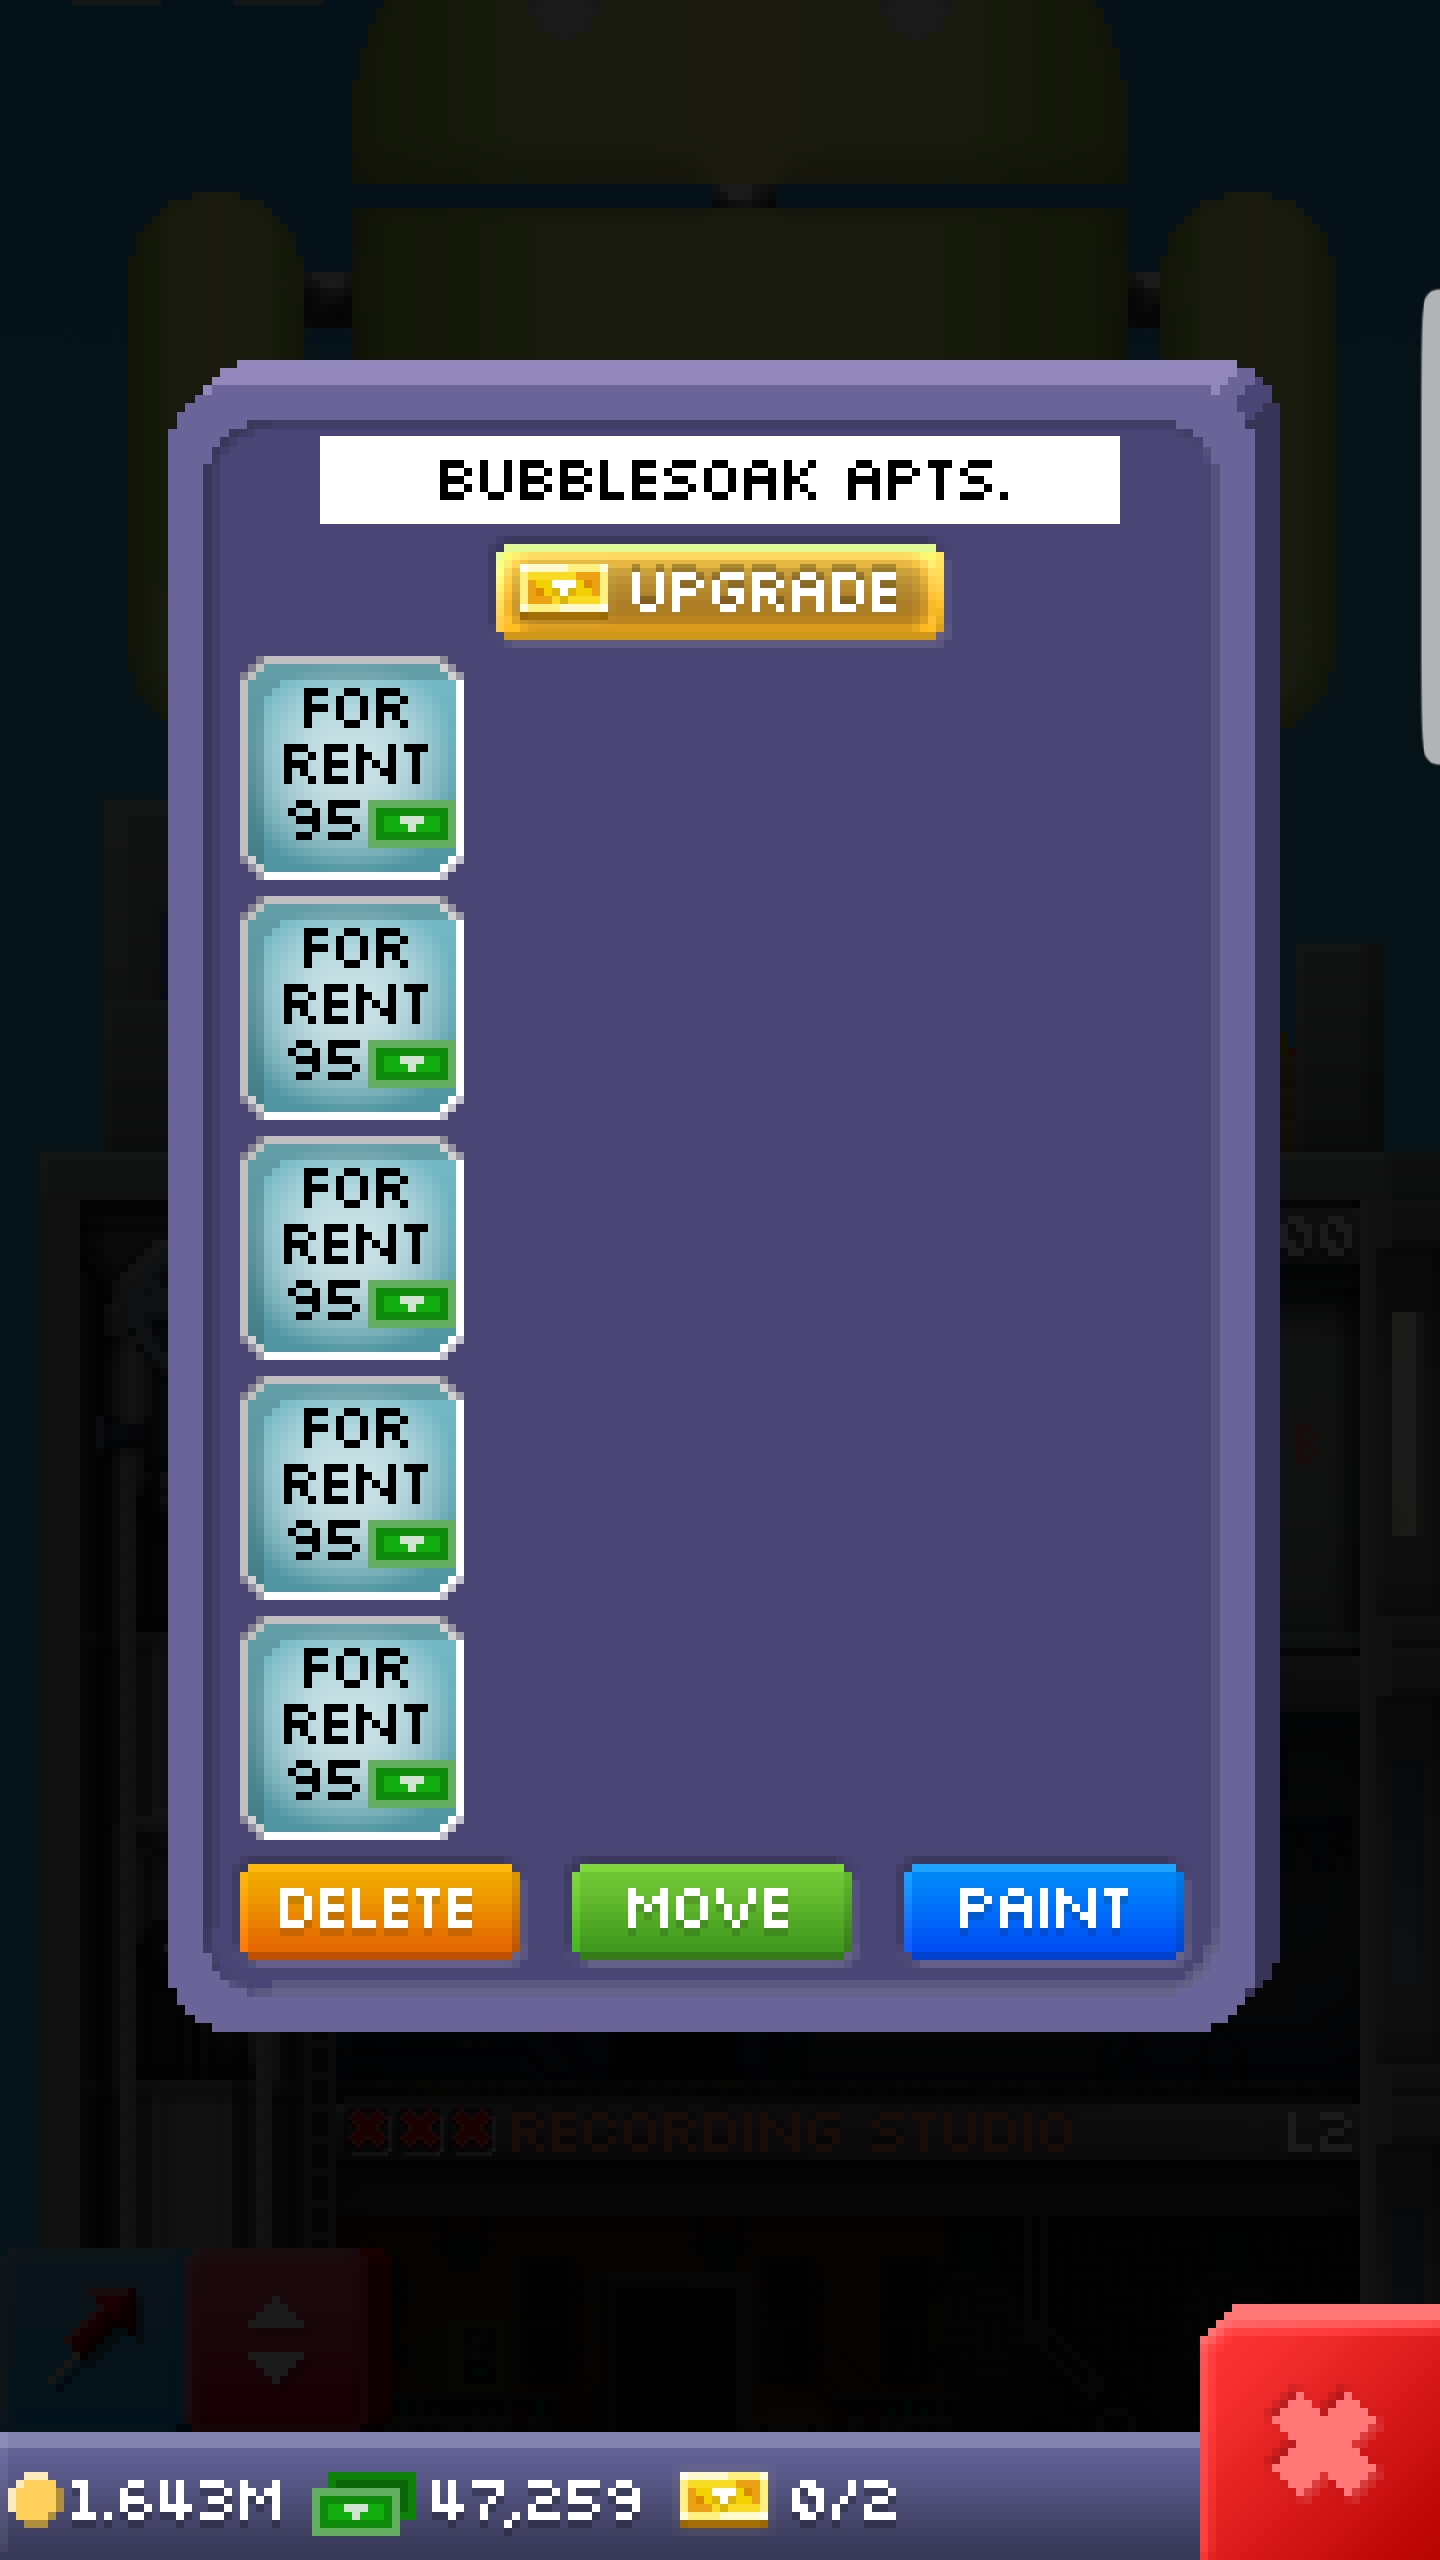 BUBBLESOAK APTS.
UPGRADE
FOR
RENT
95
FOR
RENT
95
FOR
RENT
95
FOR
RENT
95
FOR
RENT
95
DELETE MOVE PAINT
RECORDING STUDIO L2
1.643M 47,259 0/2